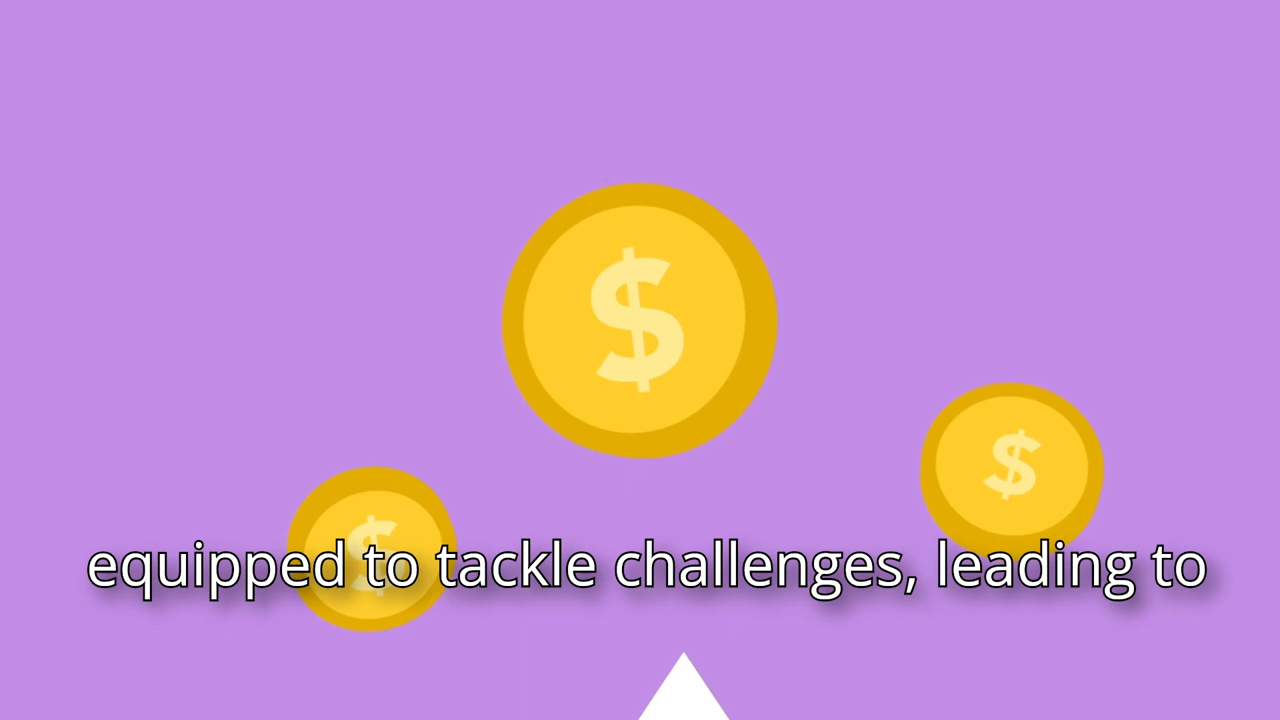 $
$
$
equipped to tackle challenges, leading to